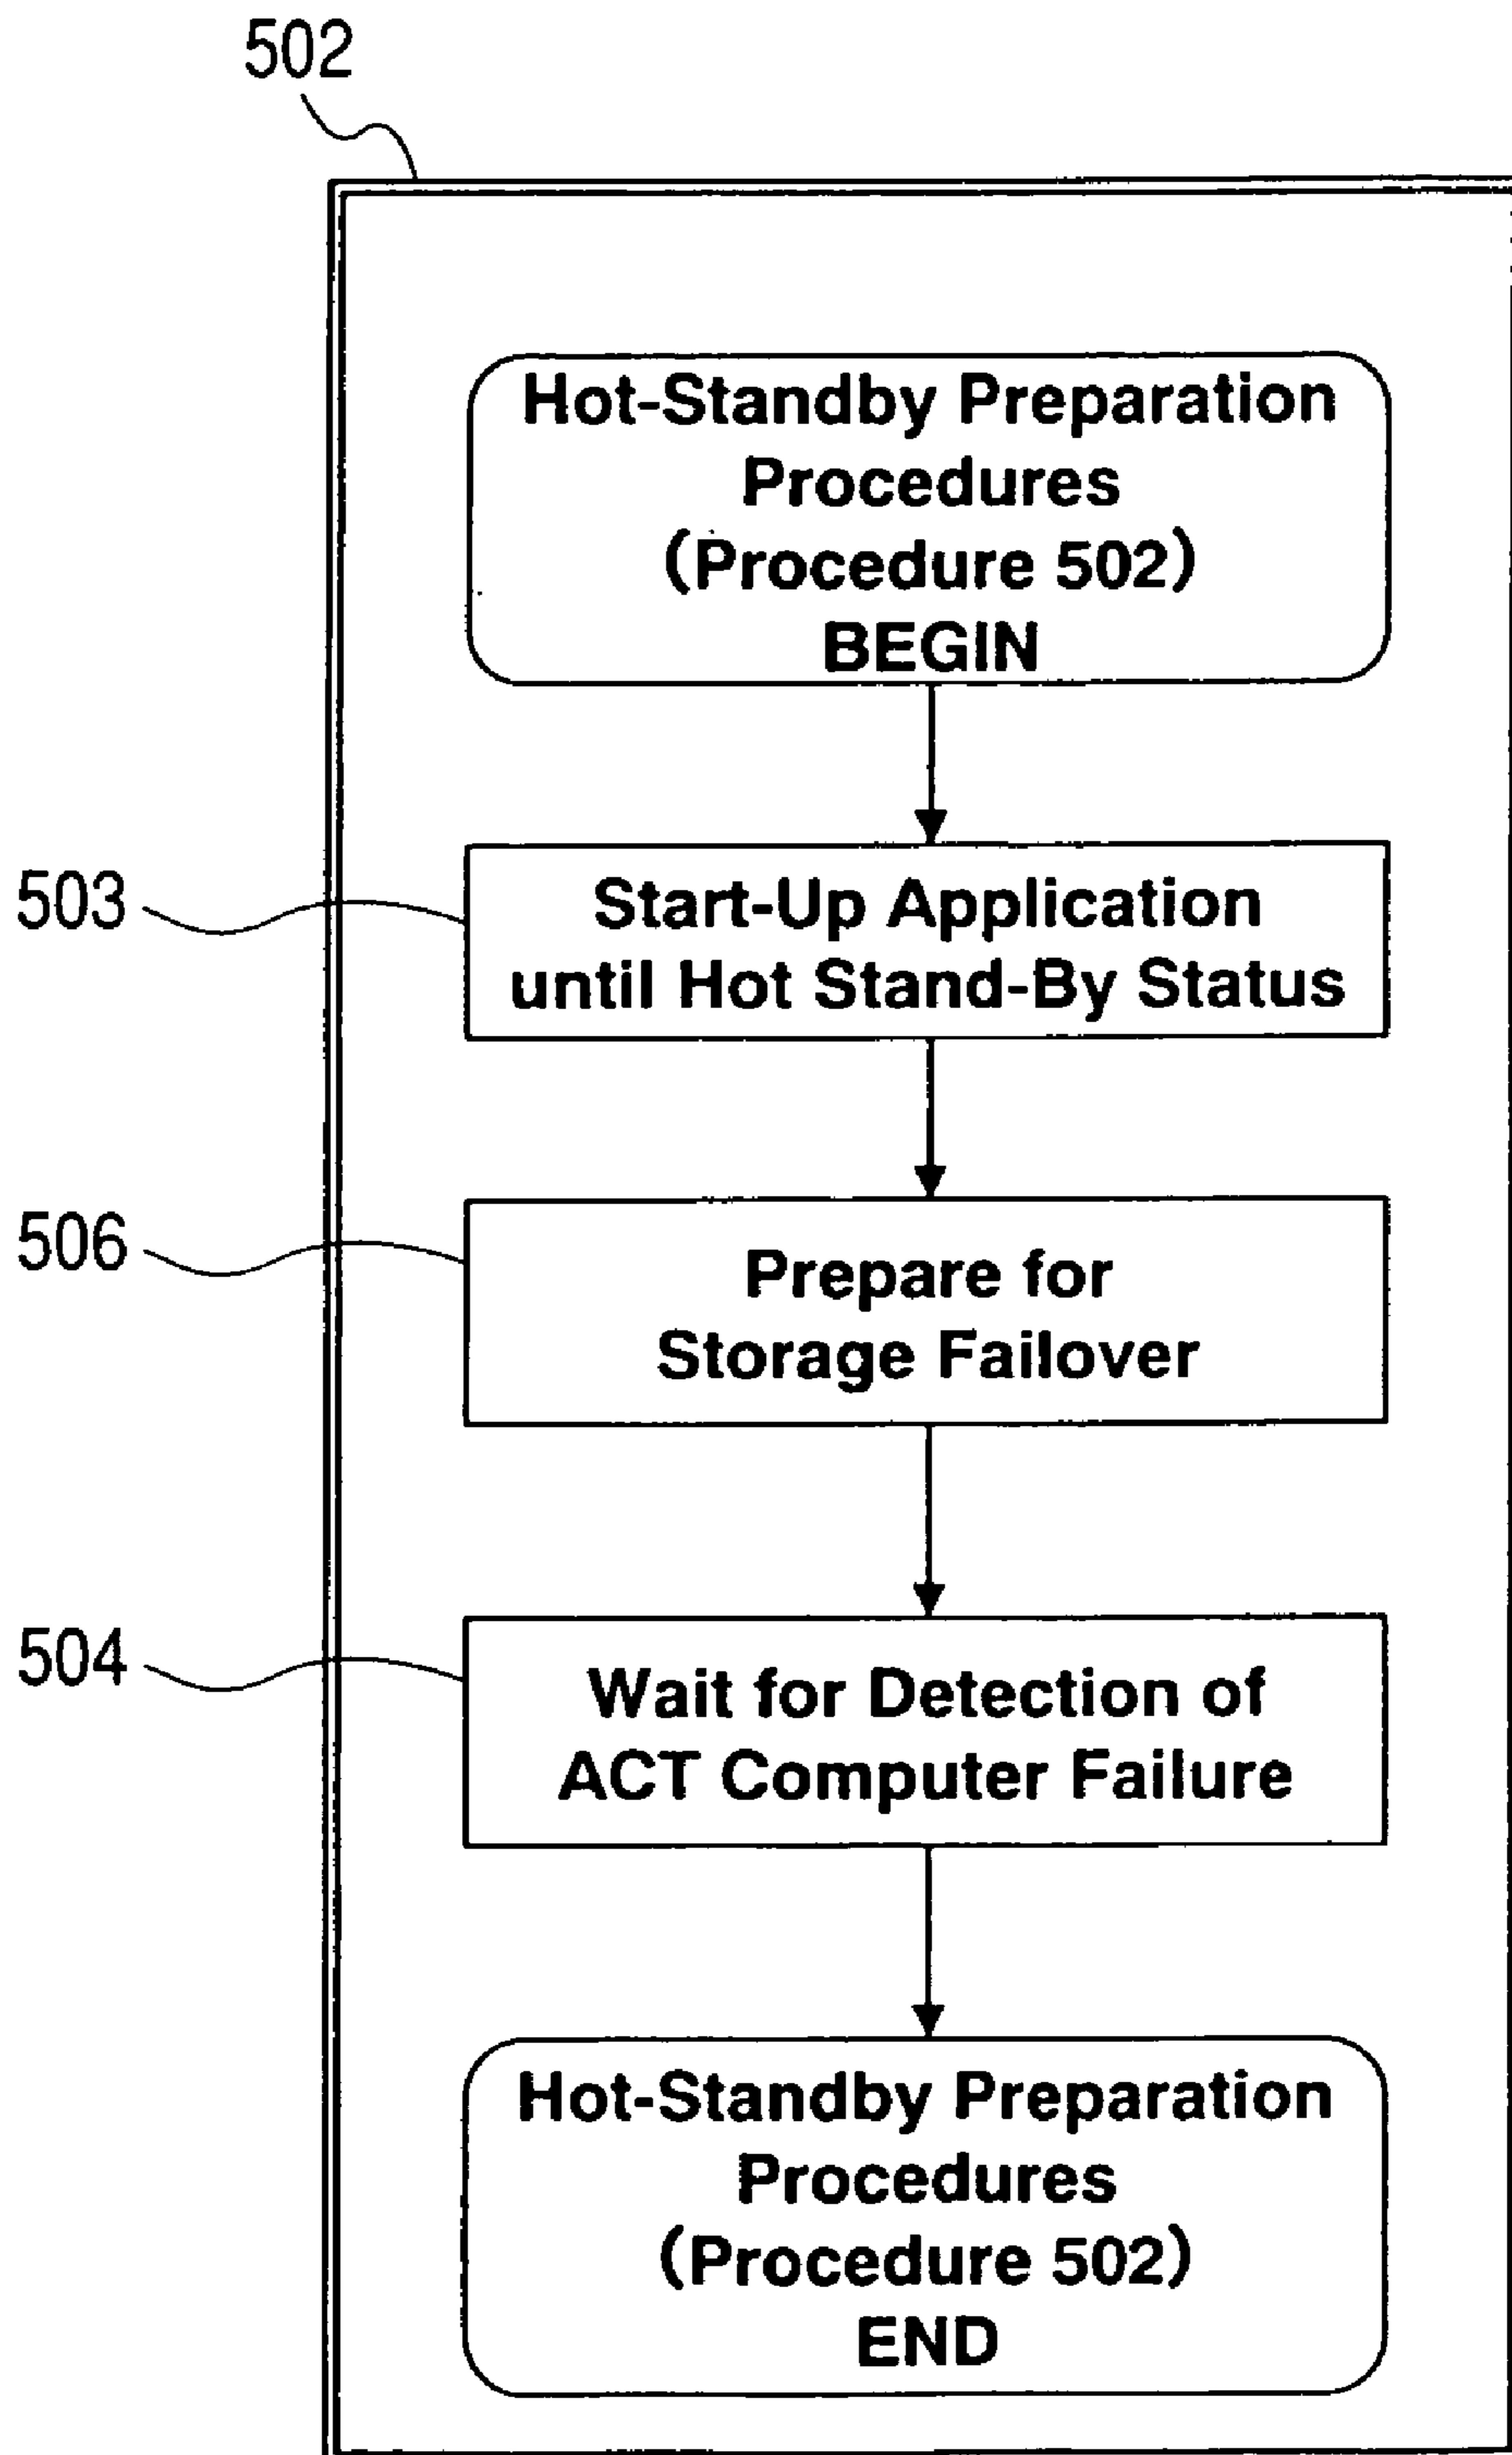 502
Hot-Standby Preparation
Procedures
(Procedure 502)
BEGIN
503
Start-Up Application
until Hot Stand-By Status
506
Prepare for
Storage Failover
504
Wait for Detection of
ACT Computer Failure
Hot-Standby Preparation
Procedures
(Procedure 502)
END